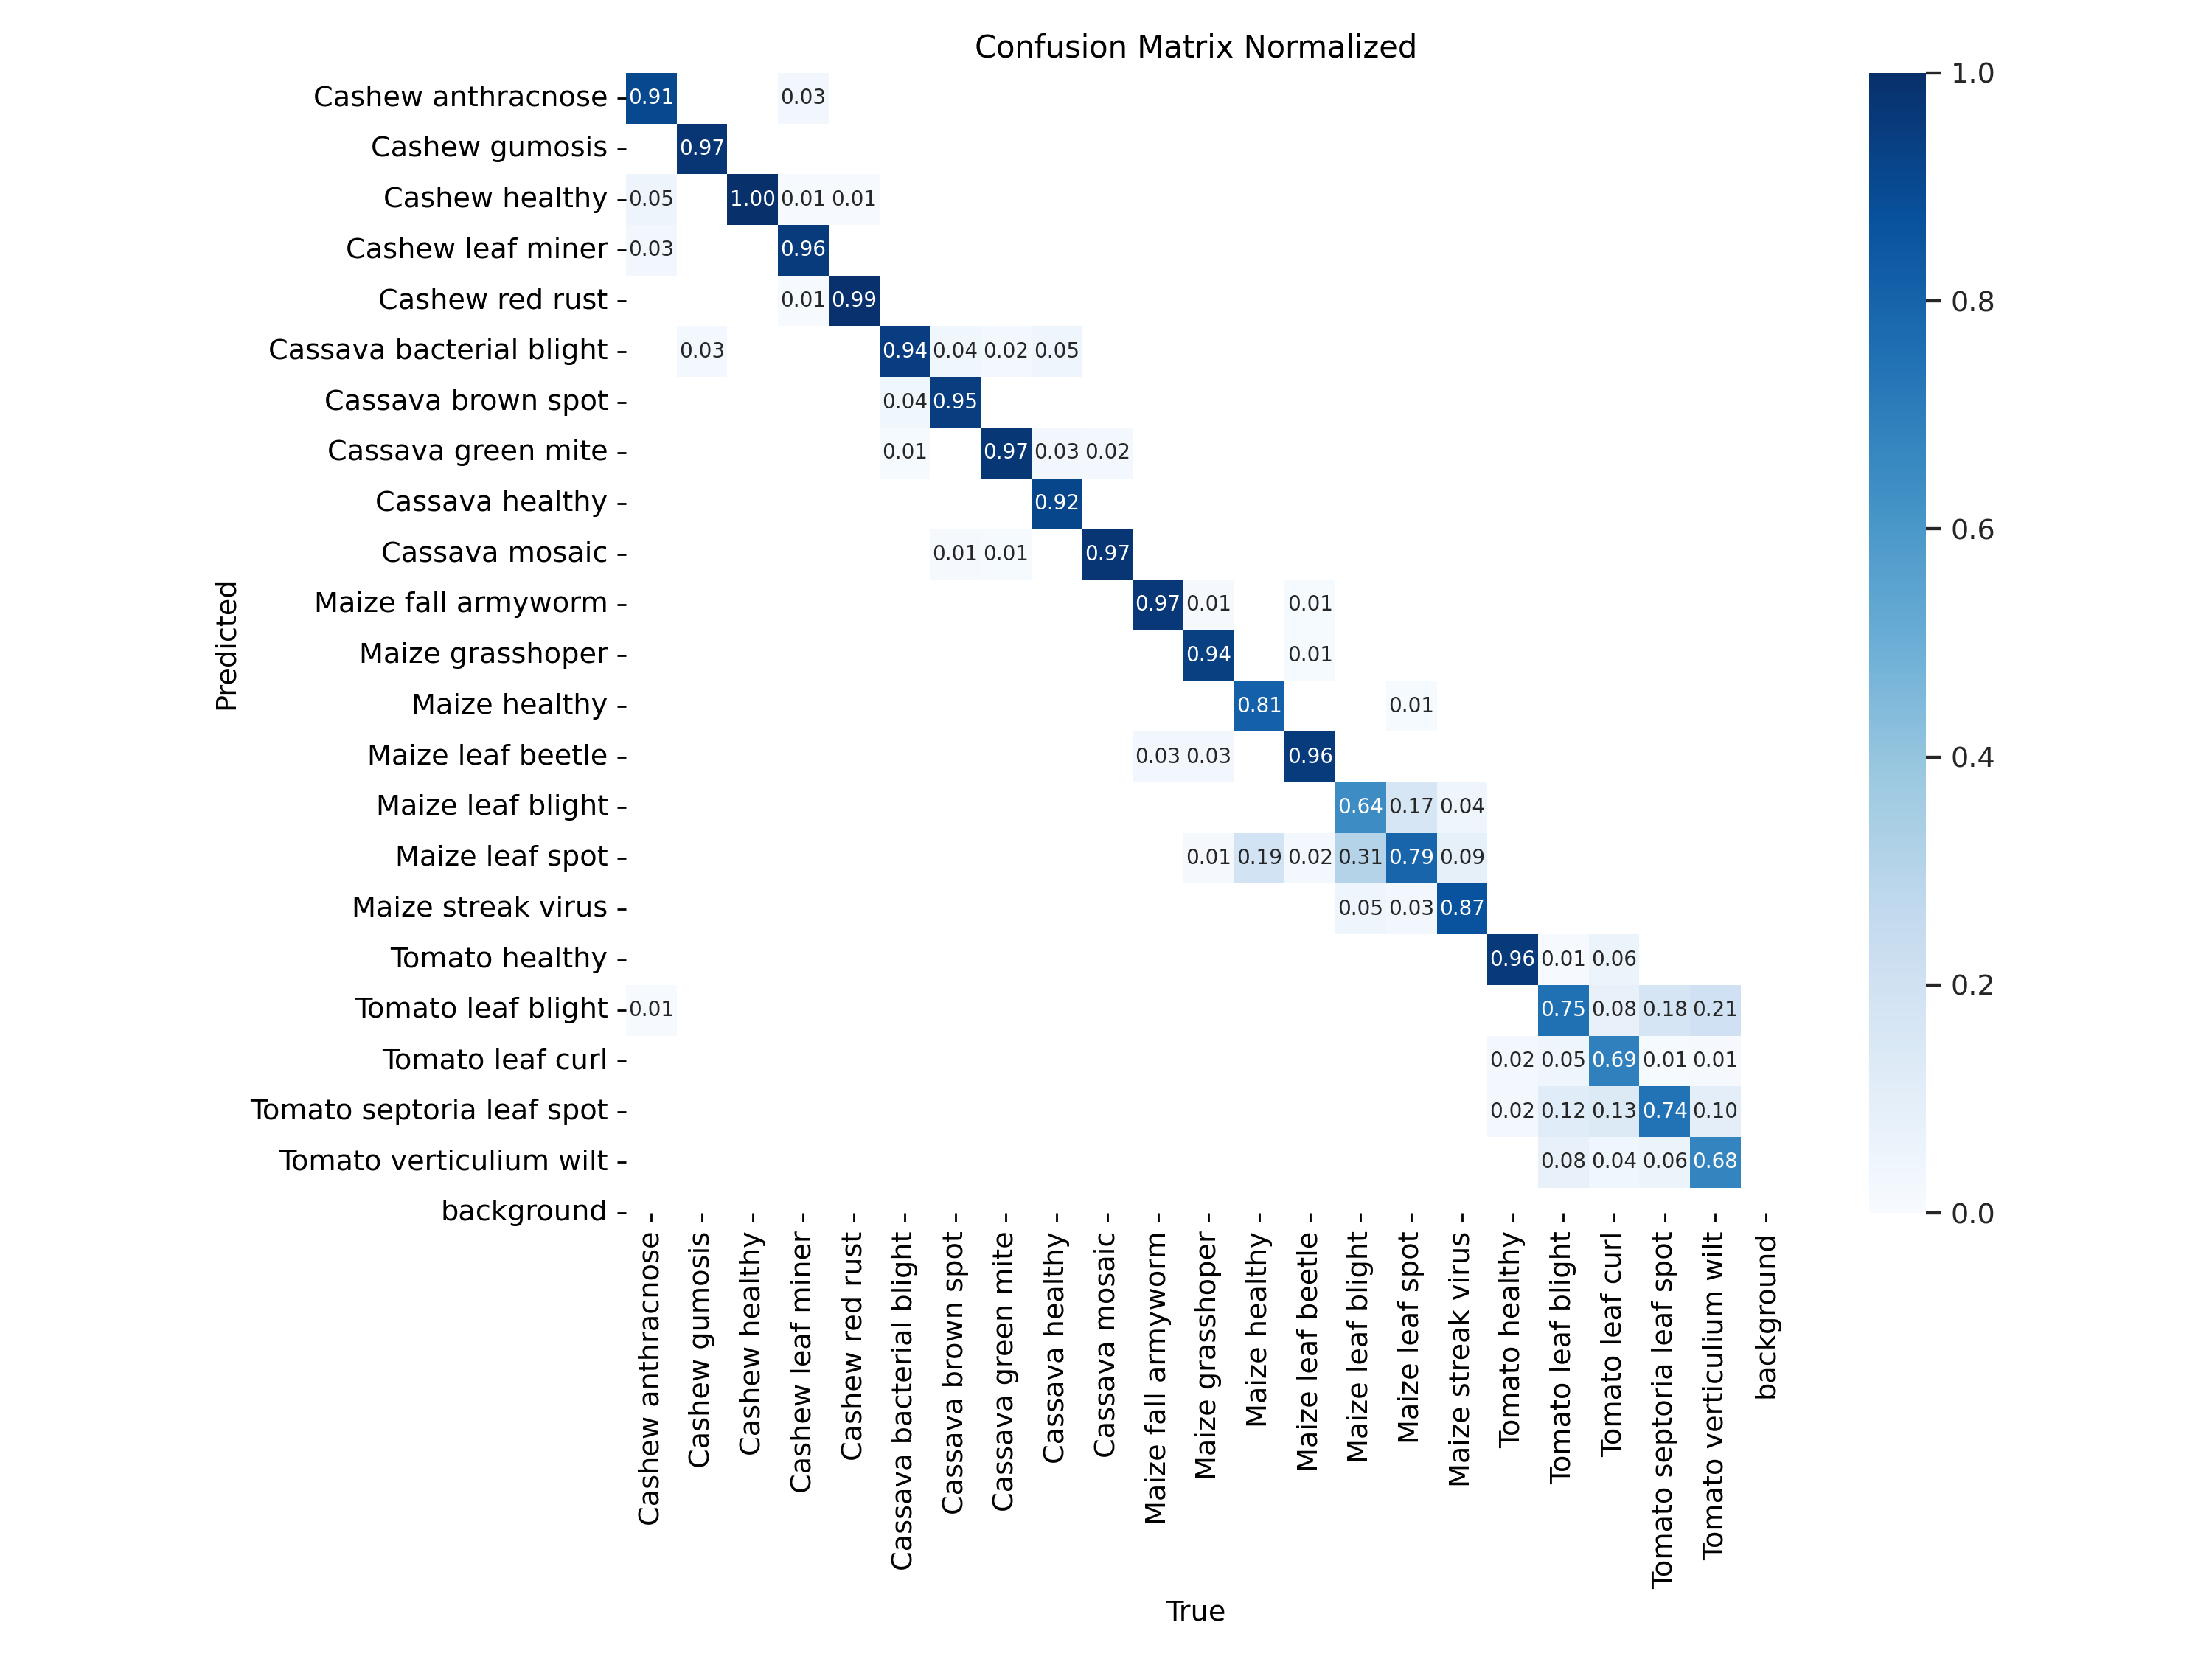 Confusion Matrix Normalized
Cashew anthracnose 0.91 0.03
Cashew gumosis 0.97
Cashew healthy 0.05 1.00 0.01 0.01
Cashew leaf miner 0.03 0.96
Cashew red rust 0.01 0.99
Cassava bacterial blight 0.03 0.94 0.04 0.02 0.05
Cassava brown spot 0.04 0.95
Cassava green mite 0.01 0.97 0.03 0.02
Cassava healthy 0.92
Cassava mosaic 0.01 0.01 0.97
Maize fall armyworm 0.97 0.01 0.01
Maize grasshoper 0.94 0.01
Maize healthy 0.81 0.01
Maize leaf beetle 0.03 0.03 0.96
Maize leaf blight 0.64 0.17 0.04
Maize leaf spot 0.01 0.19 0.02 0.31 0.79 0.09
Maize streak virus 0.05 0.03 0.87
Tomato healthy 0.96 0.01 0.06
Tomato leaf blight 0.01 0.75 0.08 0.18 0.21
Tomato leaf curl 0.02 0.05 0.69 0.01 0.01
Tomato septoria leaf spot 0.02 0.12 0.13 0.74 0.10
Tomato verticulium wilt 0.08 0.04 0.06 0.68
background
Predicted
Cashew anthracnose
Cashew gumosis
Cashew healthy
Cashew leaf miner
Cashew red rust
Cassava bacterial blight
Cassava brown spot
Cassava green mite
Cassava healthy
Cassava mosaic
Maize fall armyworm
Maize grasshoper
Maize healthy
Maize leaf beetle
Maize leaf blight
Maize leaf spot
Maize streak virus
Tomato healthy
Tomato leaf blight
Tomato leaf curl
Tomato septoria leaf spot
Tomato verticulium wilt
background
True
1.0
0.8
0.6
0.4
0.2
0.0